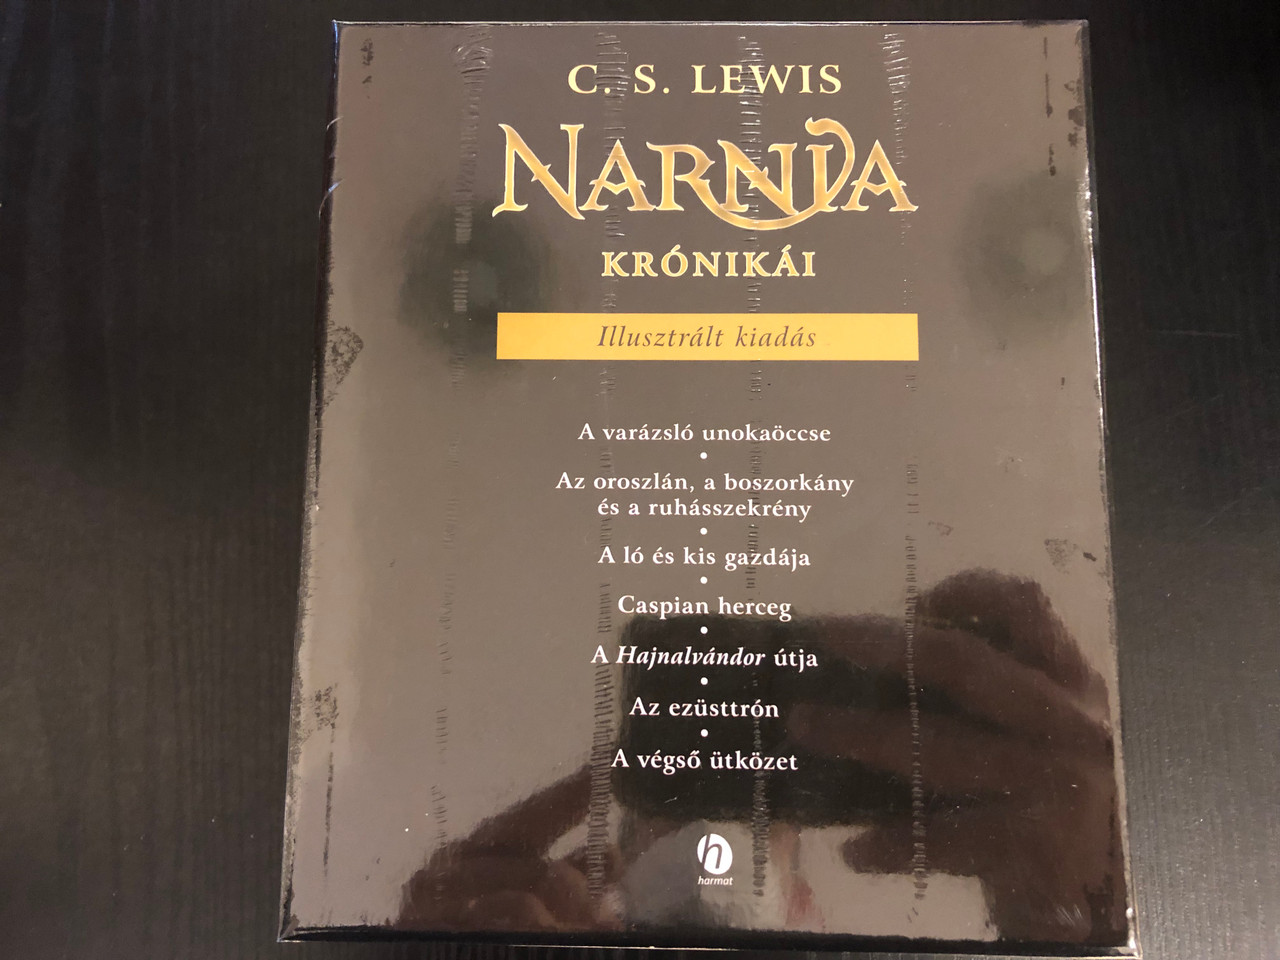 C. S. LEWIS
NARNIA
KRÓNIKÁI
Illusztrált kiadás
A varázsló unokaöccse
•
Az oroszlán, a boszorkány
és a ruhásszekrény
•
A ló és kis gazdája
•
Caspian herceg
•
A Hajnalvándor útja
•
Az ezüsttrón
•
A végső ütközet
h
harmat